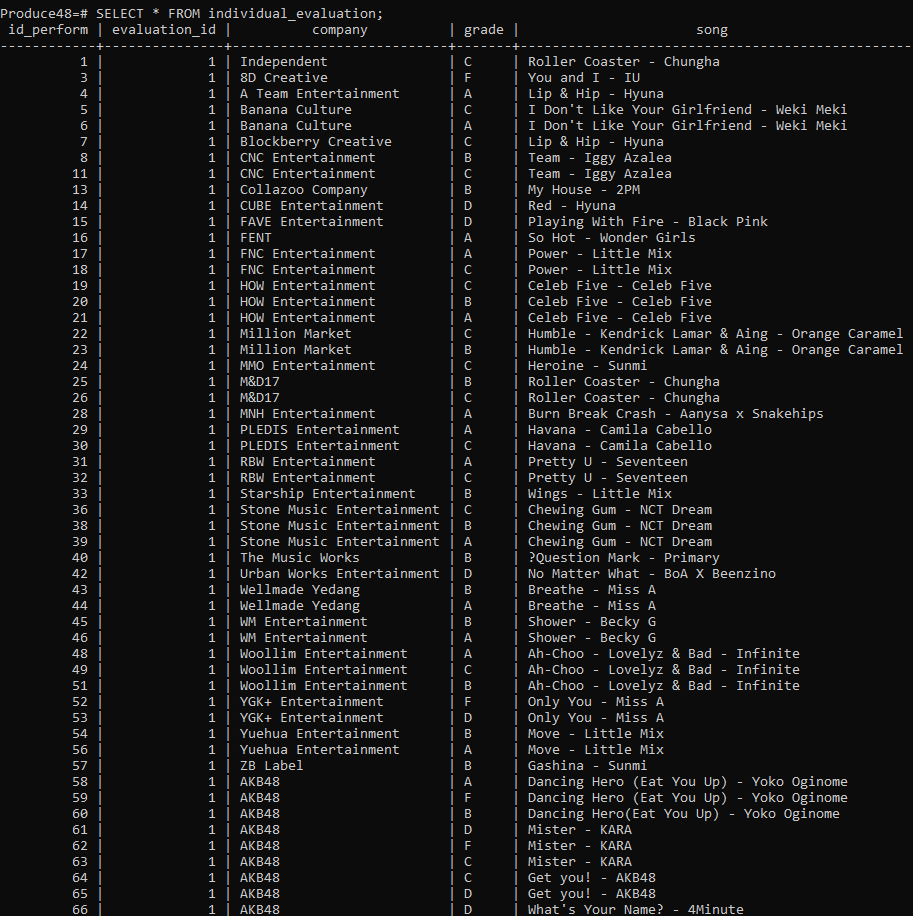 Produce48=# SELECT * FROM individual_evaluation;
 id_perform | evaluation_id |          company          | grade |                      song
------------+---------------+---------------------------+-------+-------------------------------------------------
          1 |             1 | Independent               | C     | Roller Coaster - Chungha
          3 |             1 | 8D Creative               | F     | You and I - IU
          4 |             1 | A Team Entertainment      | A     | Lip & Hip - Hyuna
          5 |             1 | Banana Culture            | C     | I Don't Like Your Girlfriend - Weki Meki
          6 |             1 | Banana Culture            | A     | I Don't Like Your Girlfriend - Weki Meki
          7 |             1 | Blockberry Creative       | C     | Lip & Hip - Hyuna
          8 |             1 | CNC Entertainment         | B     | Team - Iggy Azalea
         11 |             1 | CNC Entertainment         | C     | Team - Iggy Azalea
         13 |             1 | Collazoo Company          | B     | My House - 2PM
         14 |             1 | CUBE Entertainment        | D     | Red - Hyuna
         15 |             1 | FAVE Entertainment        | D     | Playing With Fire - Black Pink
         16 |             1 | FENT                      | A     | So Hot - Wonder Girls
         17 |             1 | FNC Entertainment         | A     | Power - Little Mix
         18 |             1 | FNC Entertainment         | C     | Power - Little Mix
         19 |             1 | HOW Entertainment         | C     | Celeb Five - Celeb Five
         20 |             1 | HOW Entertainment         | B     | Celeb Five - Celeb Five
         21 |             1 | HOW Entertainment         | A     | Celeb Five - Celeb Five
         22 |             1 | Million Market            | C     | Humble - Kendrick Lamar & Aing - Orange Caramel
         23 |             1 | Million Market            | B     | Humble - Kendrick Lamar & Aing - Orange Caramel
         24 |             1 | MMO Entertainment         | C     | Heroine - Sunmi
         25 |             1 | M&D17                     | B     | Roller Coaster - Chungha
         26 |             1 | M&D17                     | C     | Roller Coaster - Chungha
         28 |             1 | MNH Entertainment         | A     | Burn Break Crash - Aanysa x Snakehips
         29 |             1 | PLEDIS Entertainment      | A     | Havana - Camila Cabello
         30 |             1 | PLEDIS Entertainment      | C     | Havana - Camila Cabello
         31 |             1 | RBW Entertainment         | A     | Pretty U - Seventeen
         32 |             1 | RBW Entertainment         | C     | Pretty U - Seventeen
         33 |             1 | Starship Entertainment    | B     | Wings - Little Mix
         36 |             1 | Stone Music Entertainment | C     | Chewing Gum - NCT Dream
         38 |             1 | Stone Music Entertainment | B     | Chewing Gum - NCT Dream
         39 |             1 | Stone Music Entertainment | A     | Chewing Gum - NCT Dream
         40 |             1 | The Music Works           | B     | ?Question Mark - Primary
         42 |             1 | Urban Works Entertainment | D     | No Matter What - BoA X Beenzino
         43 |             1 | Wellmade Yedang           | B     | Breathe - Miss A
         44 |             1 | Wellmade Yedang           | A     | Breathe - Miss A
         45 |             1 | WM Entertainment          | B     | Shower - Becky G
         46 |             1 | WM Entertainment          | A     | Shower - Becky G
         48 |             1 | Woollim Entertainment     | A     | Ah-Choo - Lovelyz & Bad - Infinite
         49 |             1 | Woollim Entertainment     | C     | Ah-Choo - Lovelyz & Bad - Infinite
         51 |             1 | Woollim Entertainment     | B     | Ah-Choo - Lovelyz & Bad - Infinite
         52 |             1 | YGK+ Entertainment        | F     | Only You - Miss A
         53 |             1 | YGK+ Entertainment        | D     | Only You - Miss A
         54 |             1 | Yuehua Entertainment      | B     | Move - Little Mix
         56 |             1 | Yuehua Entertainment      | A     | Move - Little Mix
         57 |             1 | ZB Label                  | B     | Gashina - Sunmi
         58 |             1 | AKB48                     | A     | Dancing Hero (Eat You Up) - Yoko Oginome
         59 |             1 | AKB48                     | F     | Dancing Hero (Eat You Up) - Yoko Oginome
         60 |             1 | AKB48                     | B     | Dancing Hero(Eat You Up) - Yoko Oginome
         61 |             1 | AKB48                     | D     | Mister - KARA
         62 |             1 | AKB48                     | F     | Mister - KARA
         63 |             1 | AKB48                     | C     | Mister - KARA
         64 |             1 | AKB48                     | C     | Get you! - AKB48
         65 |             1 | AKB48                     | D     | Get you! - AKB48
         66 |             1 | AKB48                     | D     | What's Your Name? - 4Minute